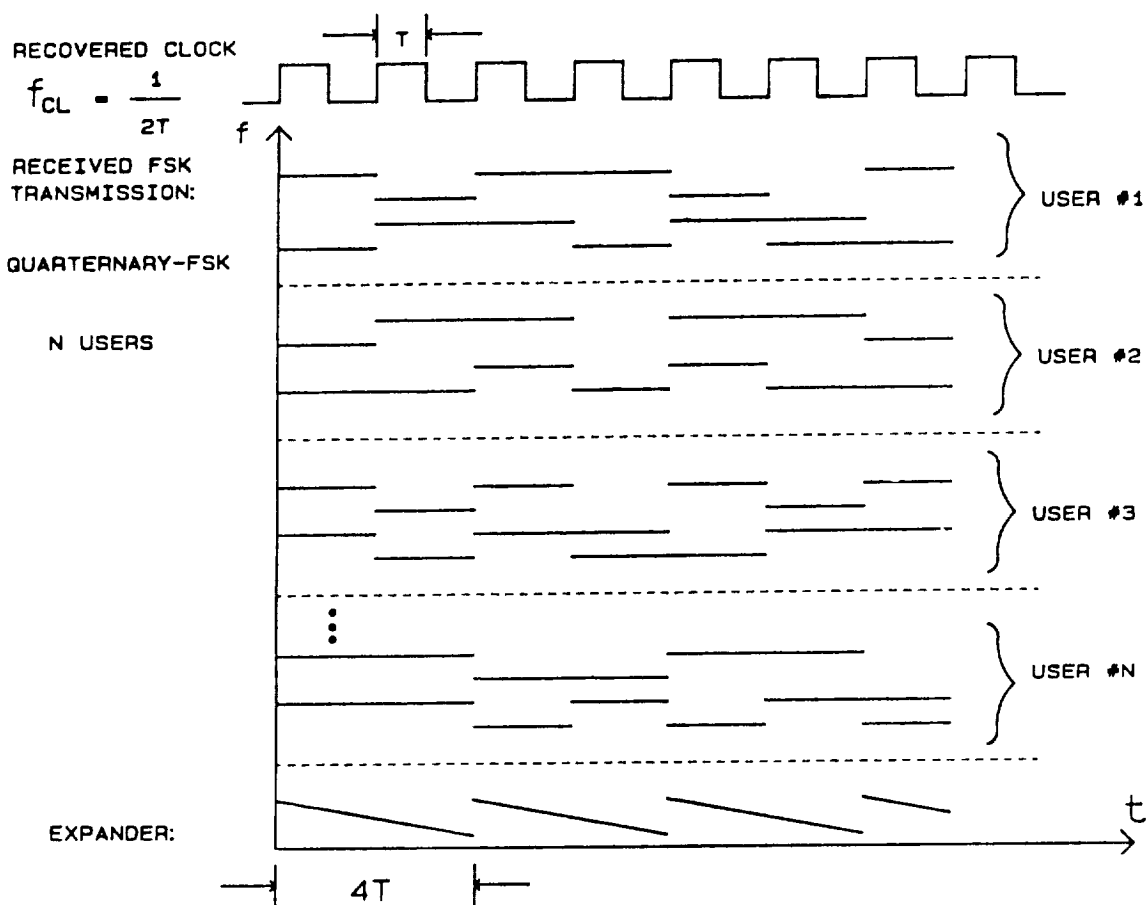 RECOVERED CLOCK
T
f_CL = 1/2T
f
RECEIVED FSK
TRANSMISSION:
USER #1
QUARTERNARY-FSK
N USERS
USER #2
USER #3
USER #N
EXPANDER:
t
4T